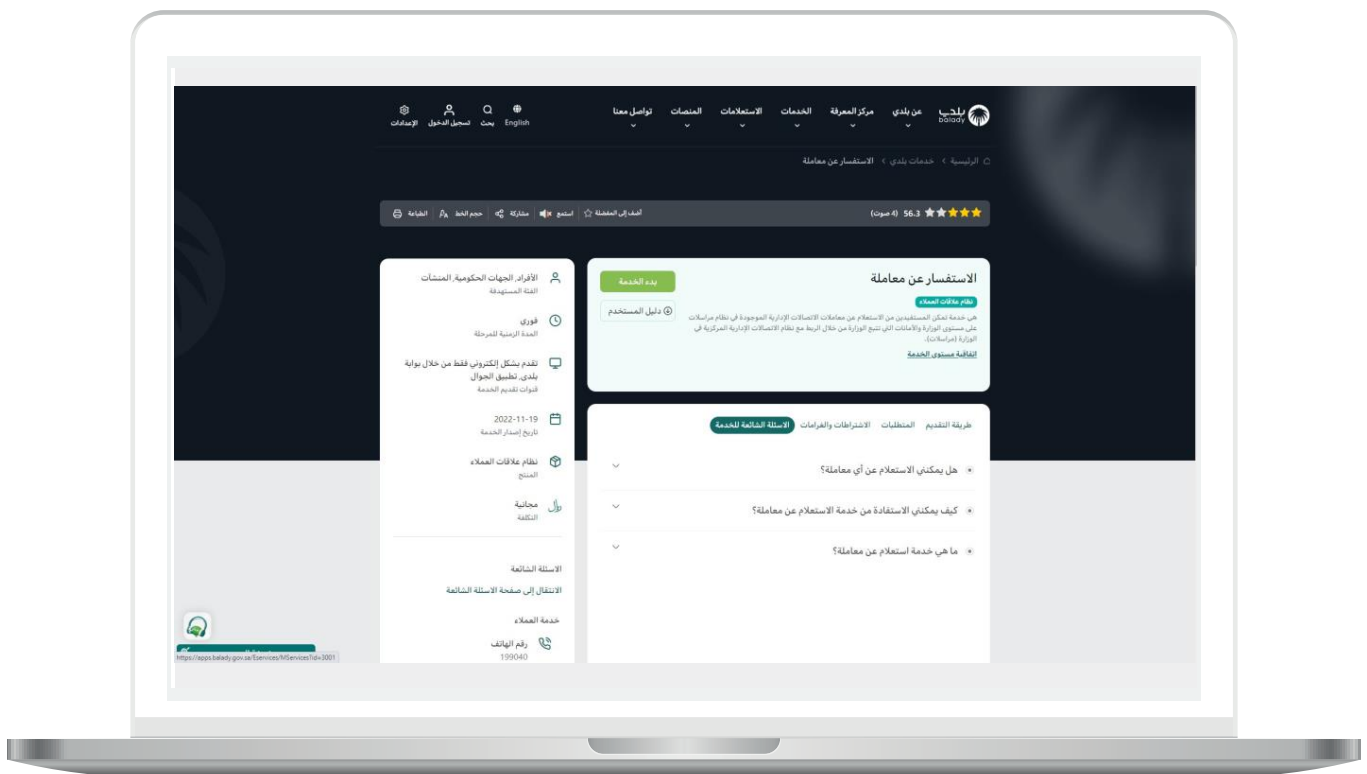 بلدي
balady
عن بلدي
مركز المعرفة
الخدمات
الاستعلامات
المنصات
تواصل معنا
English
بحث
تسجيل الدخول
الإعدادات
الرئيسية > خدمات بلدي > الاستفسار عن معاملة
56.3 (4 صوت)
أضف إلى المفضلة
استمع
مشاركة
حجم الخط
الطباعة
الاستفسار عن معاملة
نظام علاقات العملاء
هي خدمة تمكن المستفيدين من الاستعلام عن معاملات الاتصالات الإدارية الموجودة في نظام مراسلات
على مستوى الوزارة والأمانات التي تتبع الوزارة من خلال الربط مع نظام الاتصالات الإدارية المركزية في
الوزارة (مراسلات).
اتفاقية مستوى الخدمة
بدء الخدمة
دليل المستخدم
طريقة التقديم
المتطلبات
الاشتراطات والغرامات
الاسئلة الشائعة للخدمة
هل يمكنني الاستعلام عن أي معاملة؟
كيف يمكنني الاستفادة من خدمة الاستعلام عن معاملة؟
ما هي خدمة استعلام عن معاملة؟
الأفراد, الجهات الحكومية, المنشآت
الفئة المستهدفة
فوري
المدة الزمنية للمرحلة
تقدم بشكل إلكتروني فقط من خلال بوابة
بلدي, تطبيق الجوال
قنوات تقديم الخدمة
2022-11-19
تاريخ إصدار الخدمة
نظام علاقات العملاء
المنتج
مجانية
التكلفة
الاسئلة الشائعة
الانتقال إلى صفحة الاسئلة الشائعة
خدمة العملاء
رقم الهاتف
199040
https://apps.balady.gov.sa/Eservices/MServices?id=3001